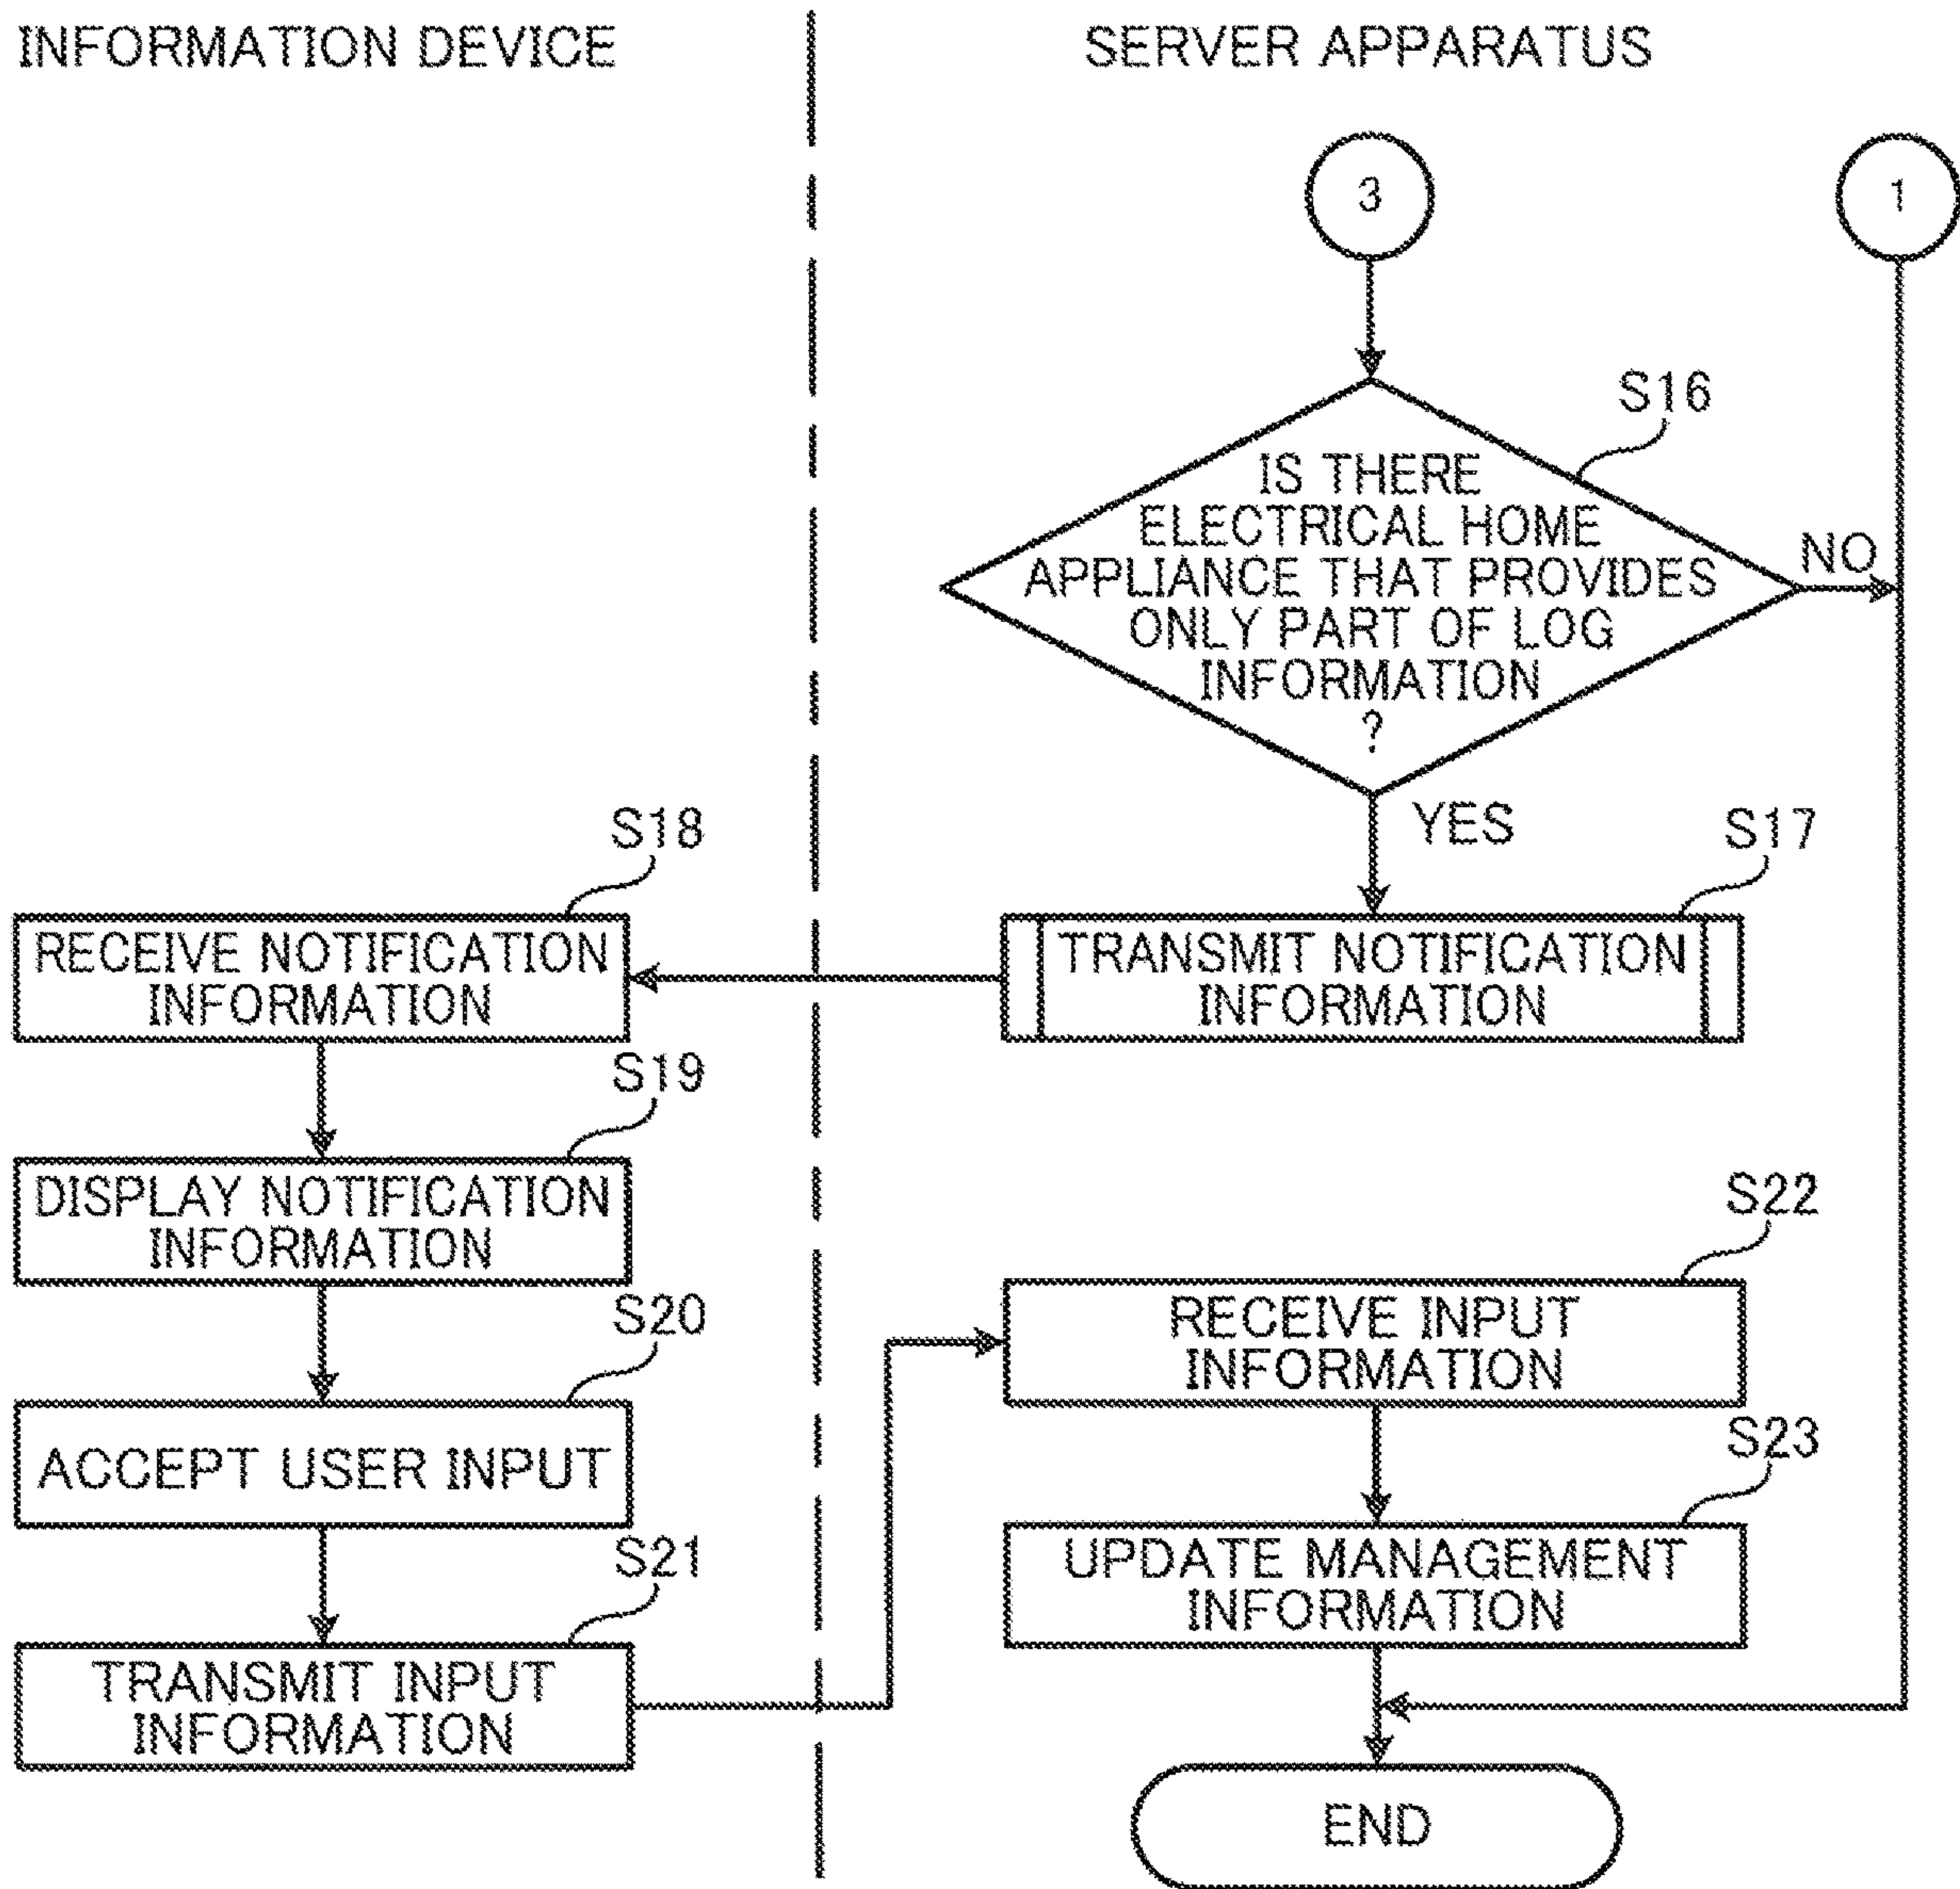 INFORMATION DEVICE
SERVER APPARATUS
3
1
S16
IS THERE
ELECTRICAL HOME
APPLIANCE THAT PROVIDES
ONLY PART OF LOG
INFORMATION
?
NO
YES
S17
TRANSMIT NOTIFICATION
INFORMATION
S18
RECEIVE NOTIFICATION
INFORMATION
S19
DISPLAY NOTIFICATION
INFORMATION
S20
ACCEPT USER INPUT
S21
TRANSMIT INPUT
INFORMATION
S22
RECEIVE INPUT
INFORMATION
S23
UPDATE MANAGEMENT
INFORMATION
END